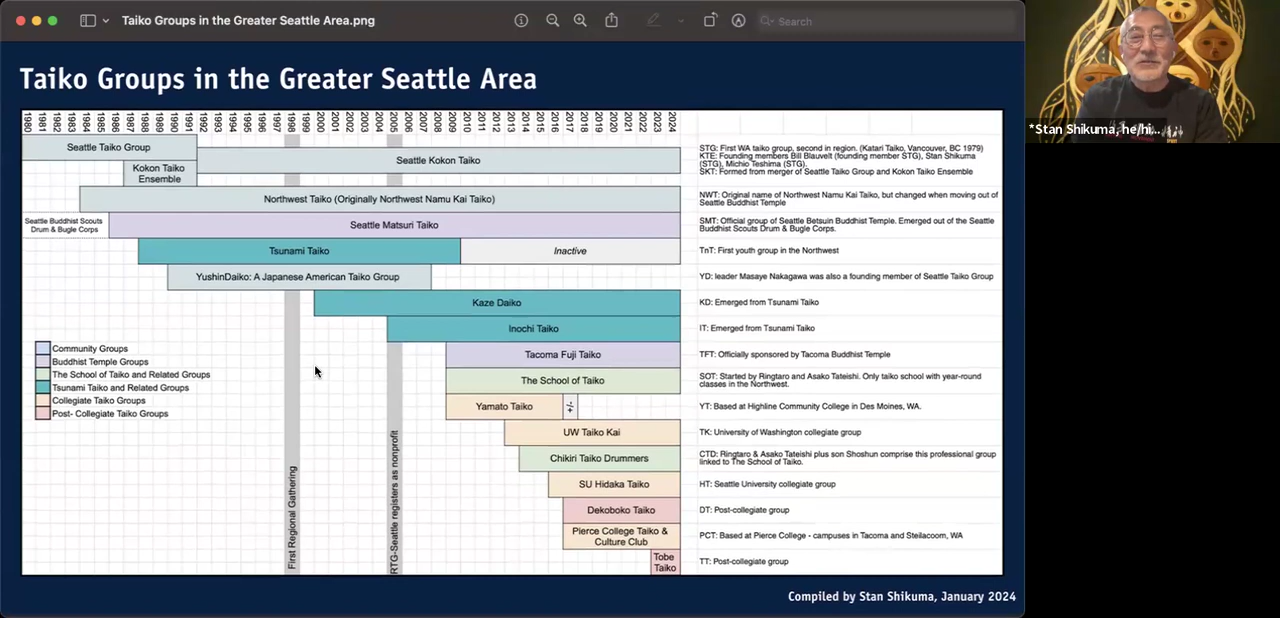 Taiko Groups in the Greater Seattle Area.png
Search
*Stan Shikuma, he/hi...
Taiko Groups in the Greater Seattle Area
1980 1981 1982 1983 1984 1985 1986 1987 1988 1989 1990 1991 1992 1993 1994 1995 1996 1997 1998 1999 2000 2001 2002 2003 2004 2005 2006 2007 2008 2009 2010 2011 2012 2013 2014 2015 2016 2017 2018 2019 2020 2021 2022 2023 2024
Seattle Taiko Group
Kokon Taiko
Ensemble
Seattle Kokon Taiko
STG: First WA taiko group, second in region. (Katari Taiko, Vancouver, BC 1979)
KTE: Founding members Bill Blauvelt (founding member STG), Stan Shikuma
(STG), Michio Teshima (STG).
SKT: Formed from merger of Seattle Taiko Group and Kokon Taiko Ensemble
Northwest Taiko (Originally Northwest Namu Kai Taiko)
NWT: Original name of Northwest Namu Kai Taiko, but changed when moving out of
Seattle Buddhist Temple
Seattle Buddhist Scouts
Drum & Bugle Corps
Seattle Matsuri Taiko
SMT: Official group of Seattle Betsuin Buddhist Temple. Emerged out of the Seattle
Buddhist Scouts Drum & Bugle Corps.
Tsunami Taiko
Inactive
TnT: First youth group in the Northwest
YushinDaiko: A Japanese American Taiko Group
YD: leader Masaye Nakagawa was also a founding member of Seattle Taiko Group
Kaze Daiko
KD: Emerged from Tsunami Taiko
Inochi Taiko
IT: Emerged from Tsunami Taiko
Tacoma Fuji Taiko
TFT: Officially sponsored by Tacoma Buddhist Temple
The School of Taiko
SOT: Started by Ringtaro and Asako Tateishi. Only taiko school with year-round
classes in the Northwest.
Yamato Taiko
+/-
YT: Based at Highline Community College in Des Moines, WA.
UW Taiko Kai
TK: University of Washington collegiate group
Chikiri Taiko Drummers
CTD: Ringtaro & Asako Tateishi plus son Shoshun comprise this professional group
linked to The School of Taiko.
SU Hidaka Taiko
HT: Seattle University collegiate group
Dekoboko Taiko
DT: Post-collegiate group
Pierce College Taiko &
Culture Club
PCT: Based at Pierce College - campuses in Tacoma and Steilacoom, WA
Tobe
Taiko
TT: Post-collegiate group
Community Groups
Buddhist Temple Groups
The School of Taiko and Related Groups
Tsunami Taiko and Related Groups
Collegiate Taiko Groups
Post- Collegiate Taiko Groups
First Regional Gathering
RTG-Seattle registers as nonprofit
Compiled by Stan Shikuma, January 2024